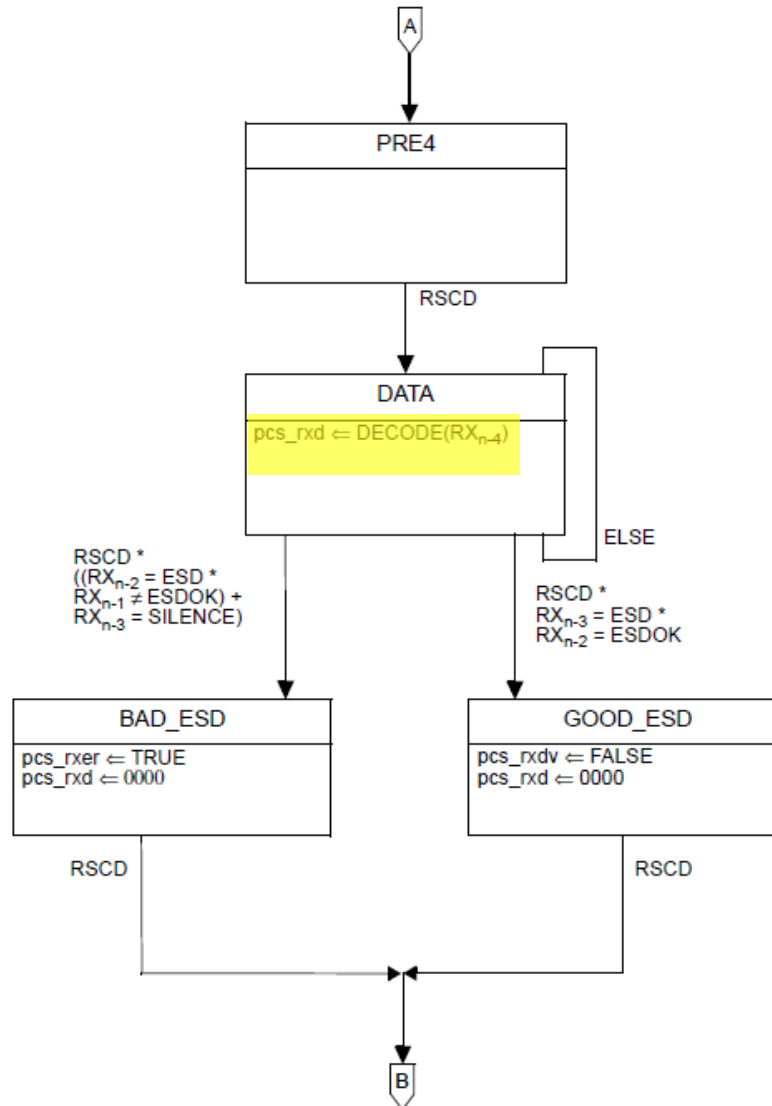 A
PRE4
RSCD
DATA
pcs_rxd ⇐ DECODE(RXn-4)
ELSE
RSCD *
((RXn-2 = ESD *
RXn-1 ≠ ESDOK) +
RXn-3 = SILENCE)
RSCD *
RXn-3 = ESD *
RXn-2 = ESDOK
BAD_ESD
pcs_rxer ⇐ TRUE
pcs_rxd ⇐ 0000
GOOD_ESD
pcs_rxdv ⇐ FALSE
pcs_rxd ⇐ 0000
RSCD
RSCD
B